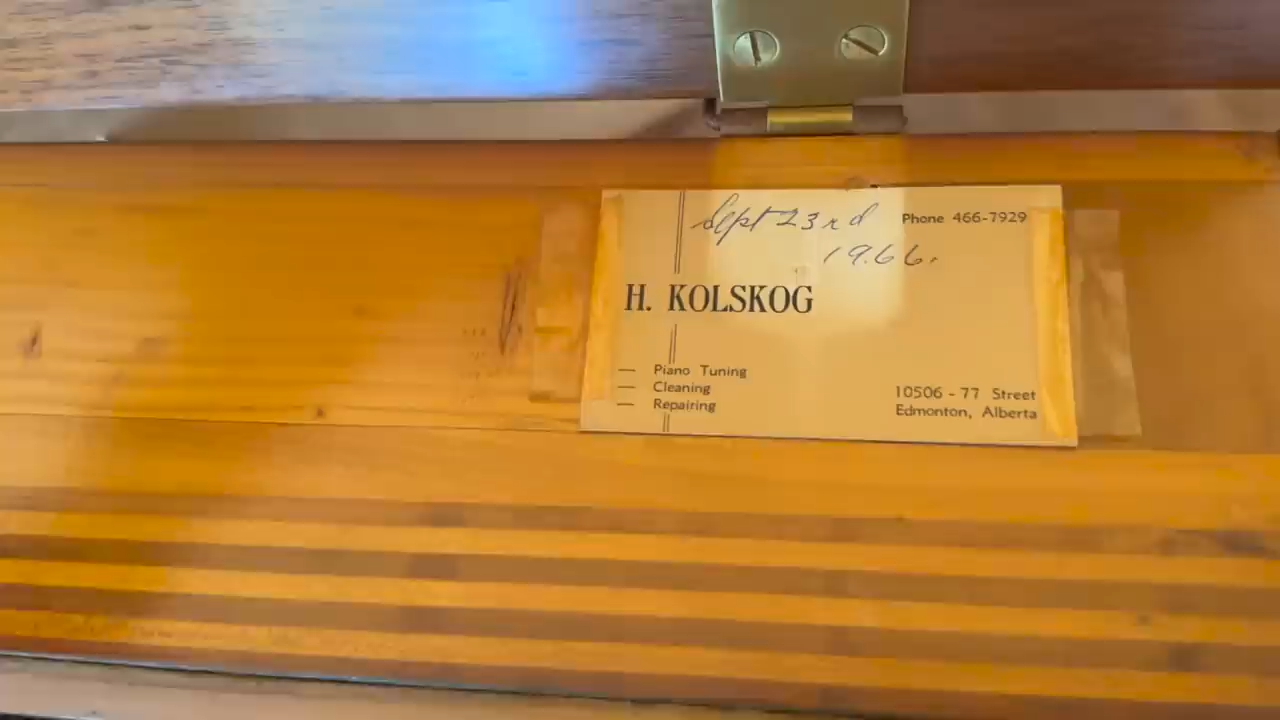 Sept 23rd Phone 466-7929
1966.
H. KOLSKOG
— Piano Tuning
— Cleaning
— Repairing
10506 - 77 Street
Edmonton, Alberta